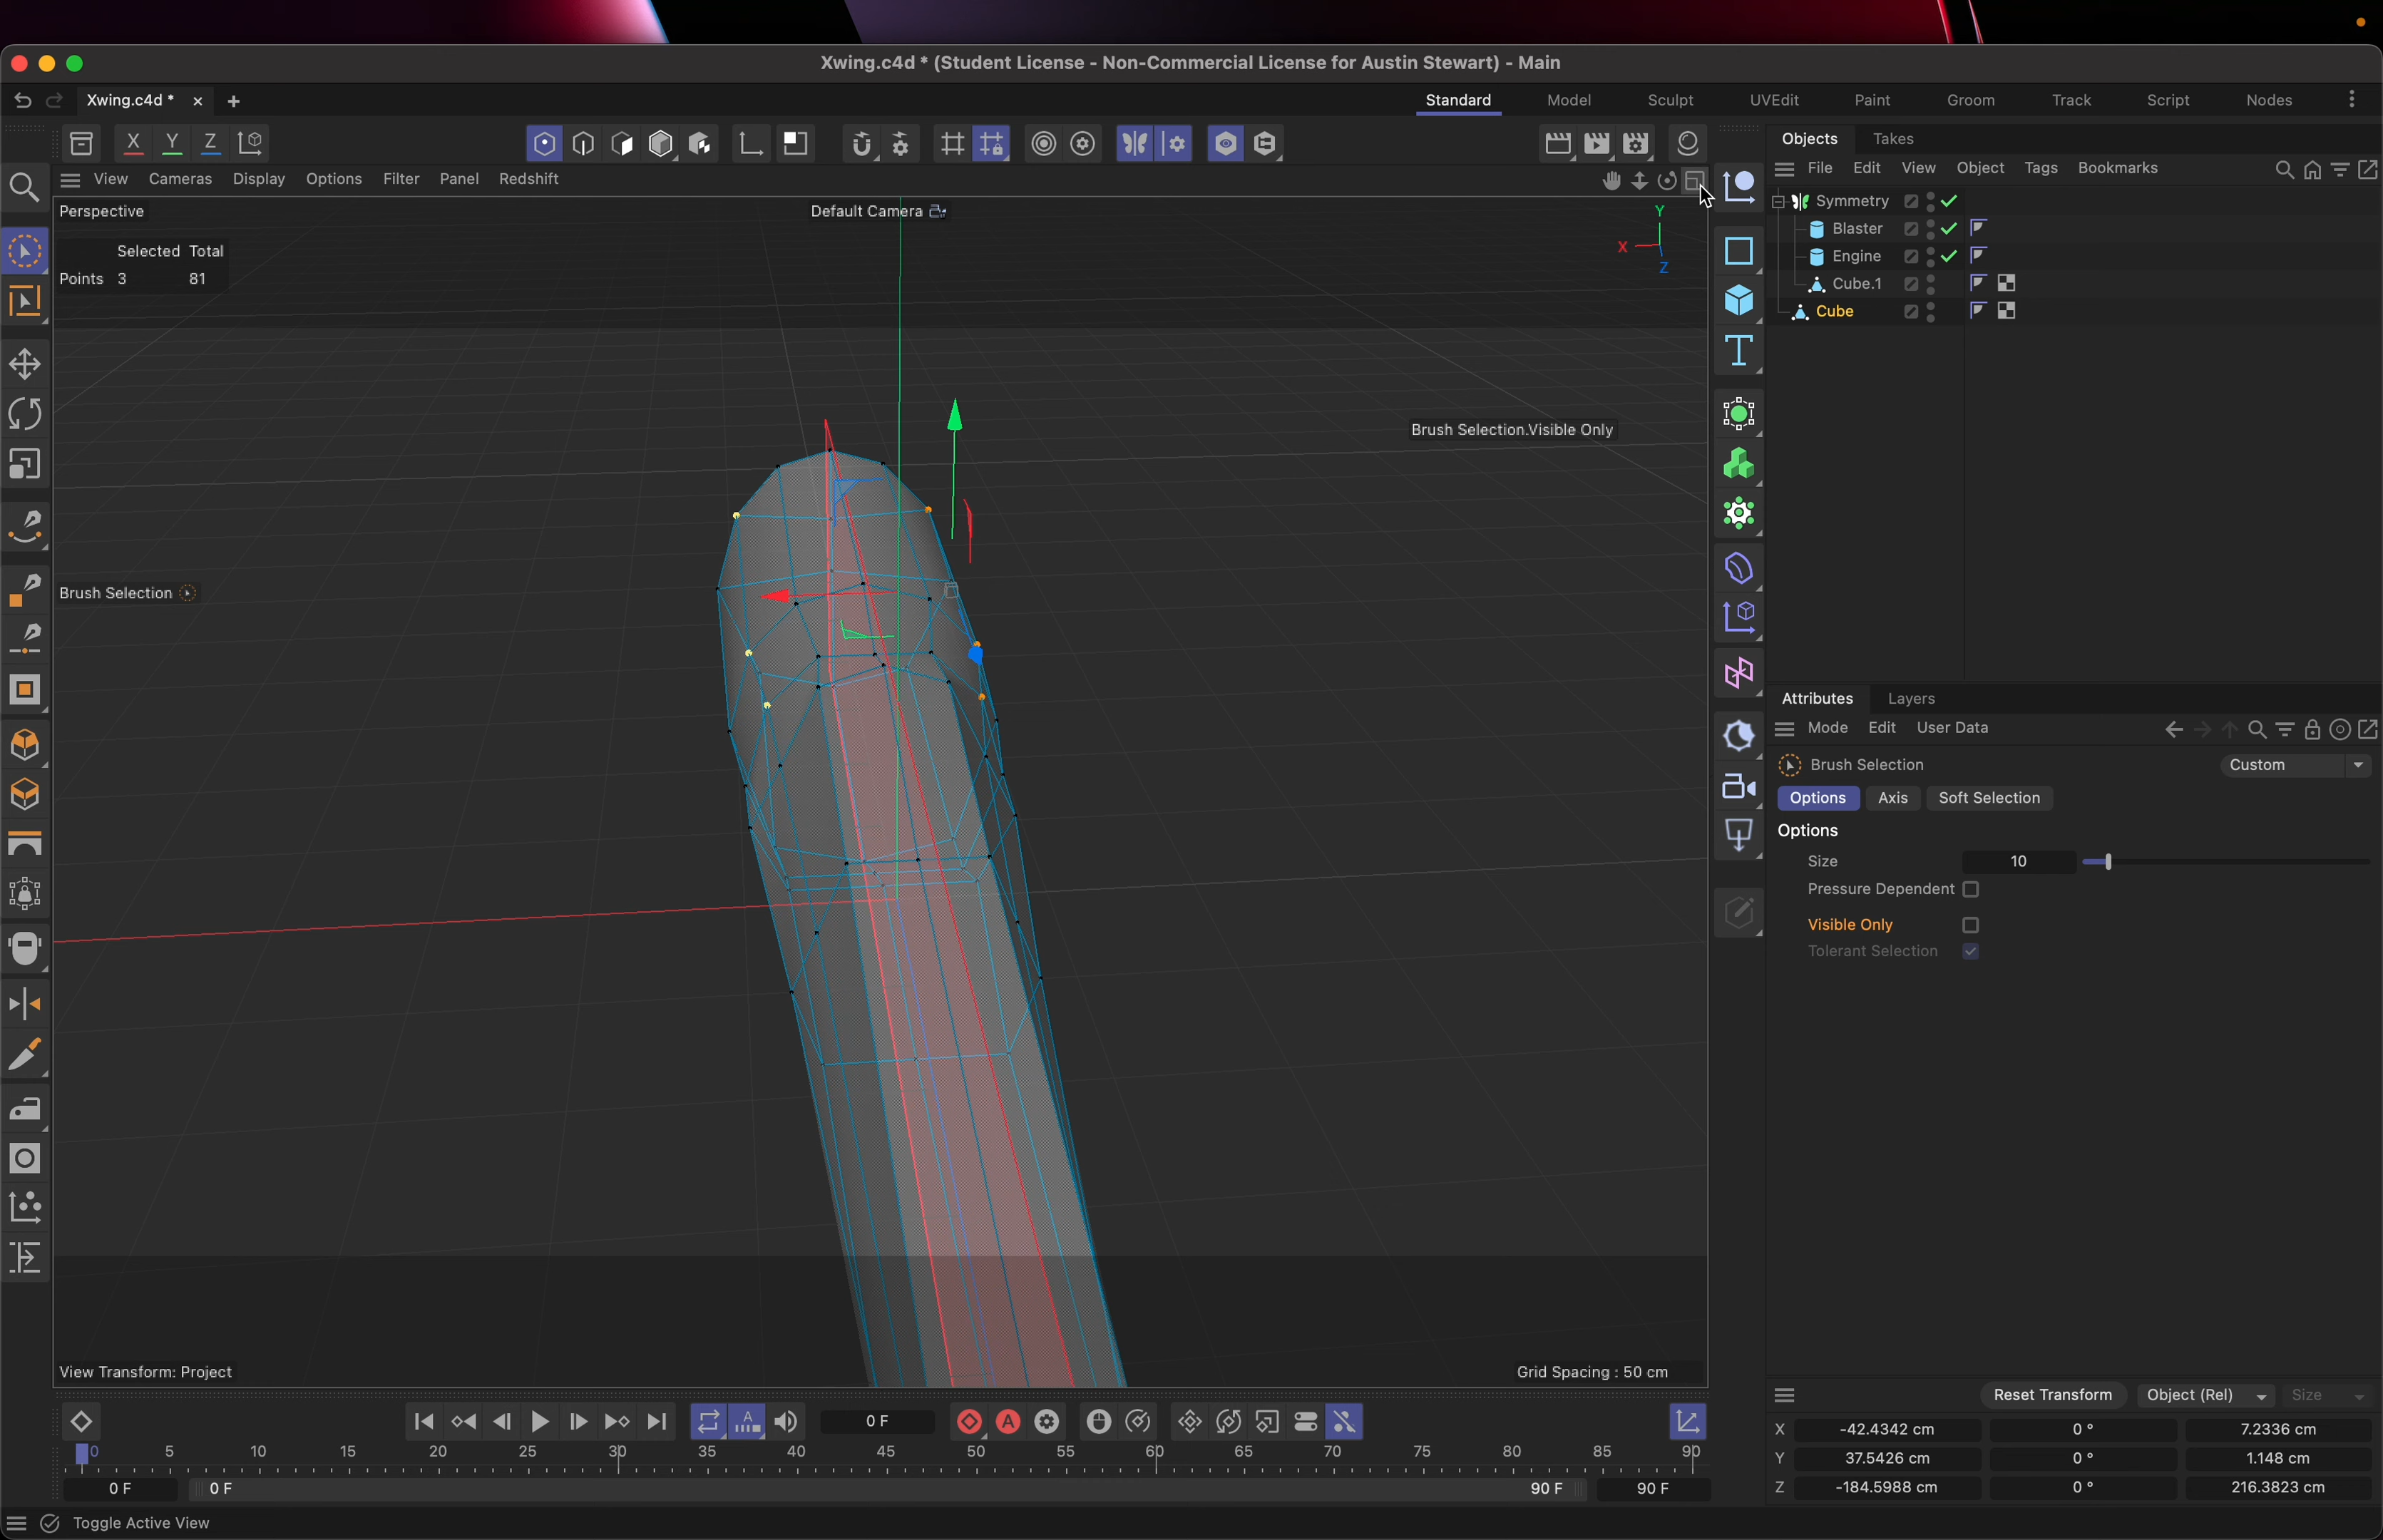 Xwing.c4d * (Student License - Non-Commercial License for Austin Stewart) - Main
Xwing.c4d *
Standard Model Sculpt UVEdit Paint Groom Track Script Nodes
X Y Z
Objects Takes
File Edit View Object Tags Bookmarks
View Cameras Display Options Filter Panel Redshift
Perspective
Default Camera
Y
X
Z
Selected Total
Points 3 81
Symmetry
Blaster
Engine
Cube.1
Cube
Brush Selection.Visible Only
Brush Selection
Attributes Layers
Mode Edit User Data
Brush Selection
Custom
Options Axis Soft Selection
Options
Size 10
Pressure Dependent
Visible Only
Tolerant Selection
View Transform: Project
Grid Spacing : 50 cm
Reset Transform Object (Rel) Size
A
A
0 F
X -42.4342 cm 0 ° 7.2336 cm
0 5 10 15 20 25 30 35 40 45 50 55 60 65 70 75 80 85 90
Y 37.5426 cm 0 ° 1.148 cm
0 F 0 F 90 F 90 F
Z -184.5988 cm 0 ° 216.3823 cm
Toggle Active View